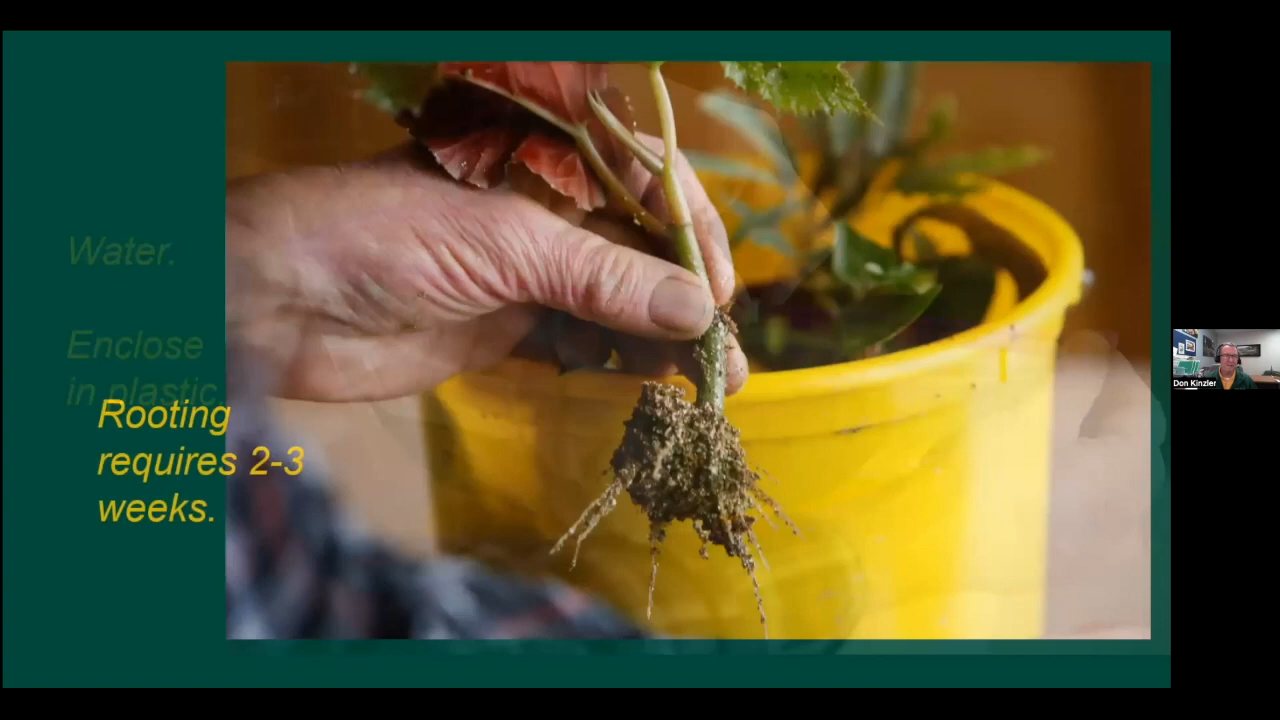 Water.
Enclose
in plastic.
Rooting
requires 2-3
weeks.
Don Kinzler